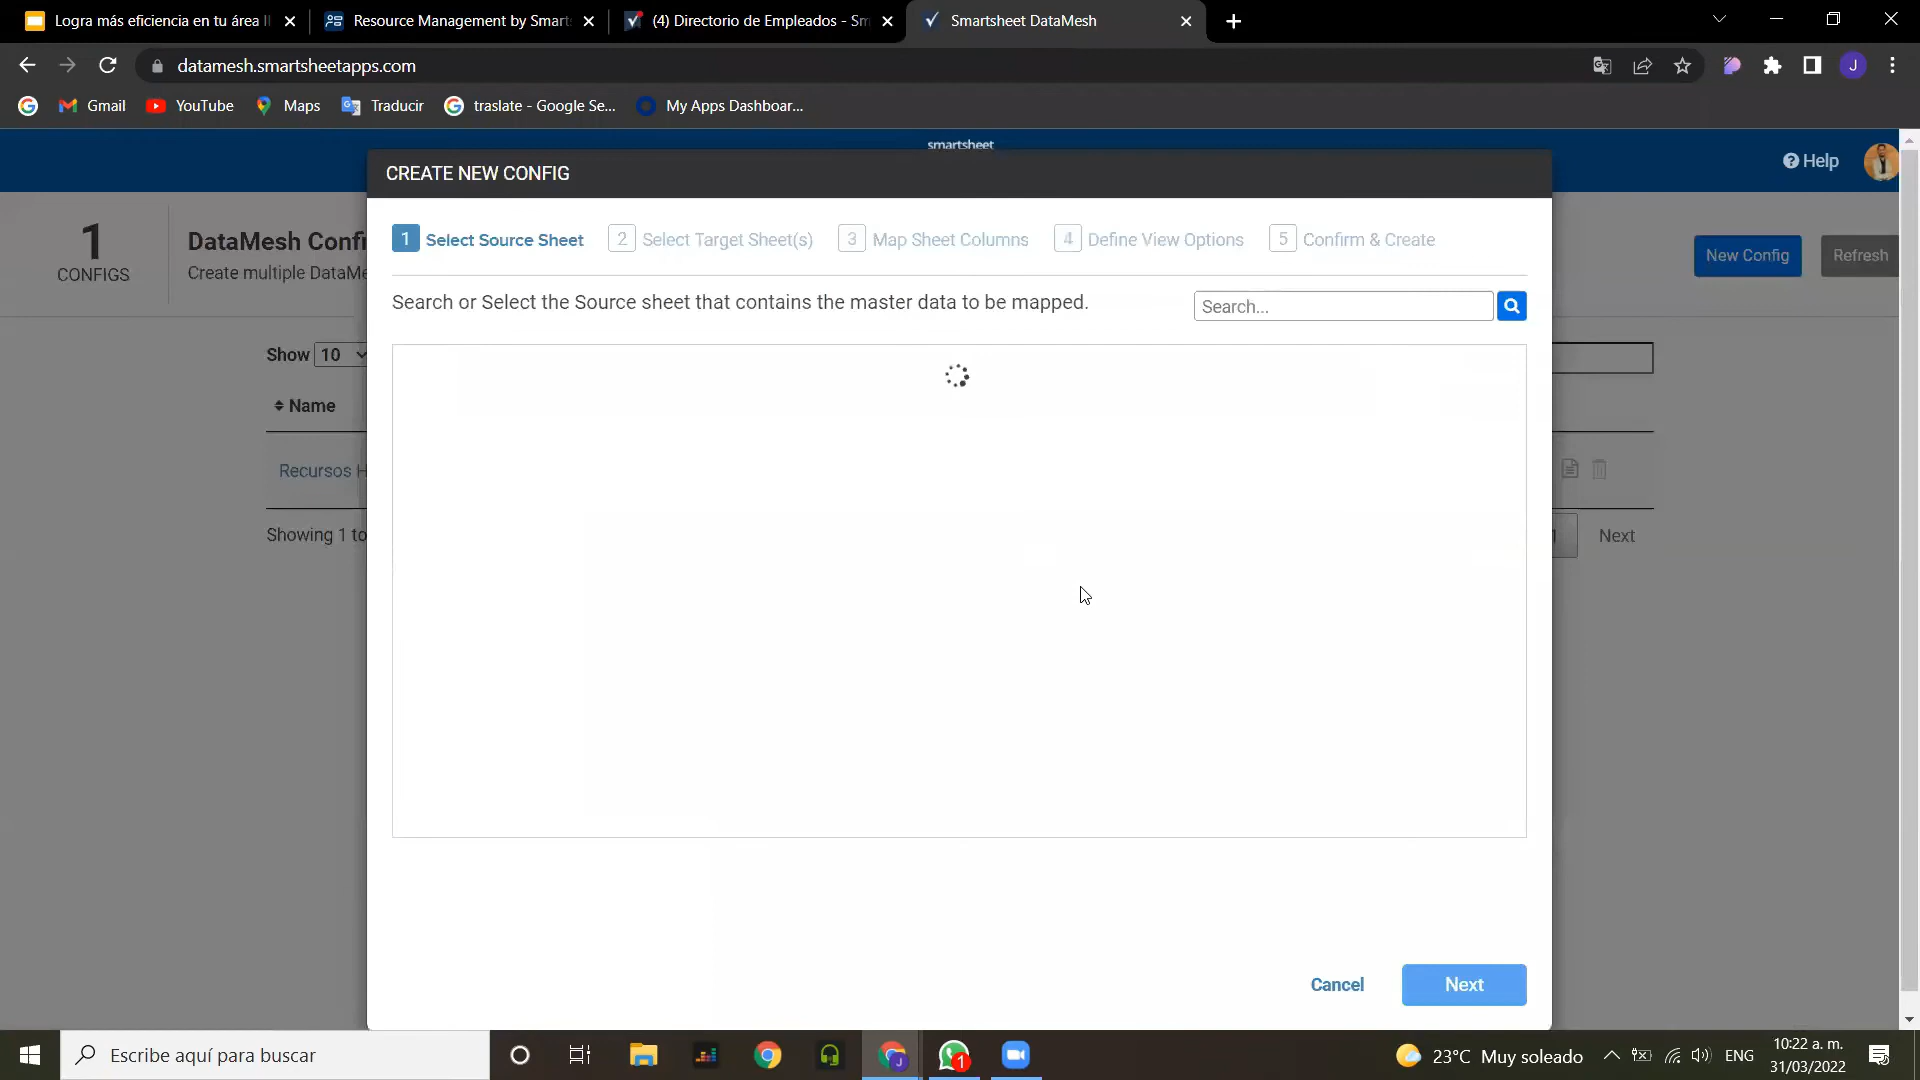 Logra más eficiencia en tu área II
Resource Management by Smarts
(4) Directorio de Empleados - Sm
Smartsheet DataMesh
datamesh.smartsheetapps.com
J
Gmail
YouTube
Maps
Traducir
traslate - Google Se...
My Apps Dashboar...
smartsheet
Help
CREATE NEW CONFIG
1 Select Source Sheet
2 Select Target Sheet(s)
3 Map Sheet Columns
4 Define View Options
5 Confirm & Create
1
CONFIGS
DataMesh Confi
Create multiple DataMe
New Config
Refresh
Search or Select the Source sheet that contains the master data to be mapped.
Search...
Show 10
Name
Recursos H
Showing 1 to
Next
Cancel
Next
Escribe aquí para buscar
J
1
23°C Muy soleado
ENG
10:22 a. m.
31/03/2022